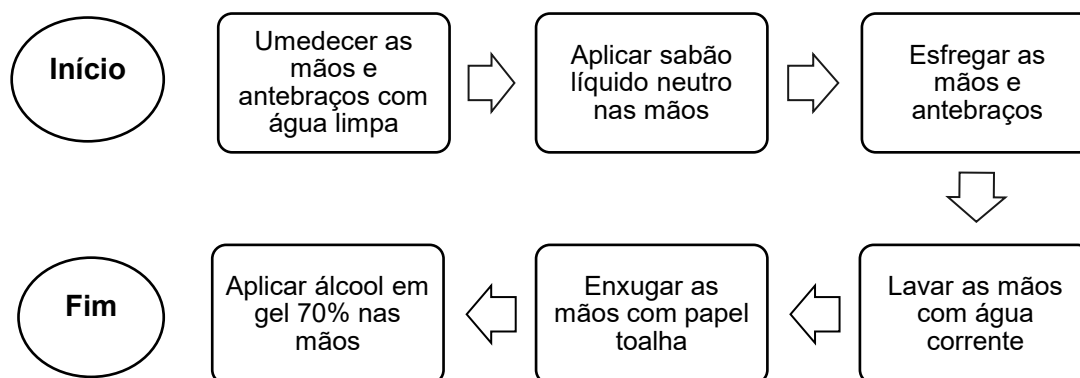 Início
Umedecer as
mãos e
antebraços com
água limpa
Aplicar sabão
líquido neutro
nas mãos
Esfregar as
mãos e
antebraços
Lavar as mãos
com água
corrente
Enxugar as
mãos com papel
toalha
Aplicar álcool em
gel 70% nas
mãos
Fim